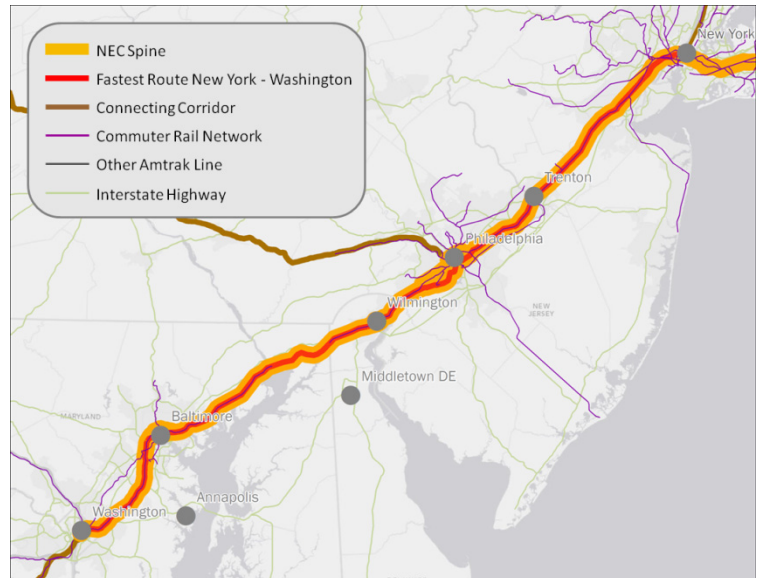 NEC Spine
Fastest Route New York - Washington
Connecting Corridor
Commuter Rail Network
Other Amtrak Line
Interstate Highway
New York
Trenton
Philadelphia
Wilmington
NEW
JERSEY
Middletown DE
MARYLAND
Baltimore
Annapolis
Washington